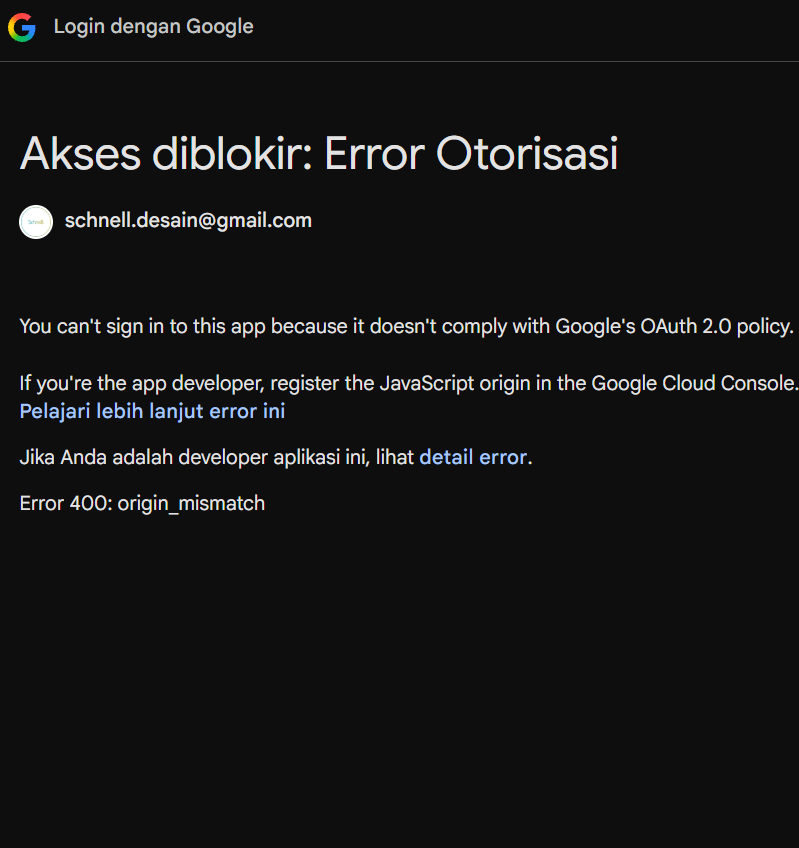 Login dengan Google
Akses diblokir: Error Otorisasi
schnell.desain@gmail.com
You can't sign in to this app because it doesn't comply with Google's OAuth 2.0 policy.
If you're the app developer, register the JavaScript origin in the Google Cloud Console.
Pelajari lebih lanjut error ini
Jika Anda adalah developer aplikasi ini, lihat detail error.
Error 400: origin_mismatch